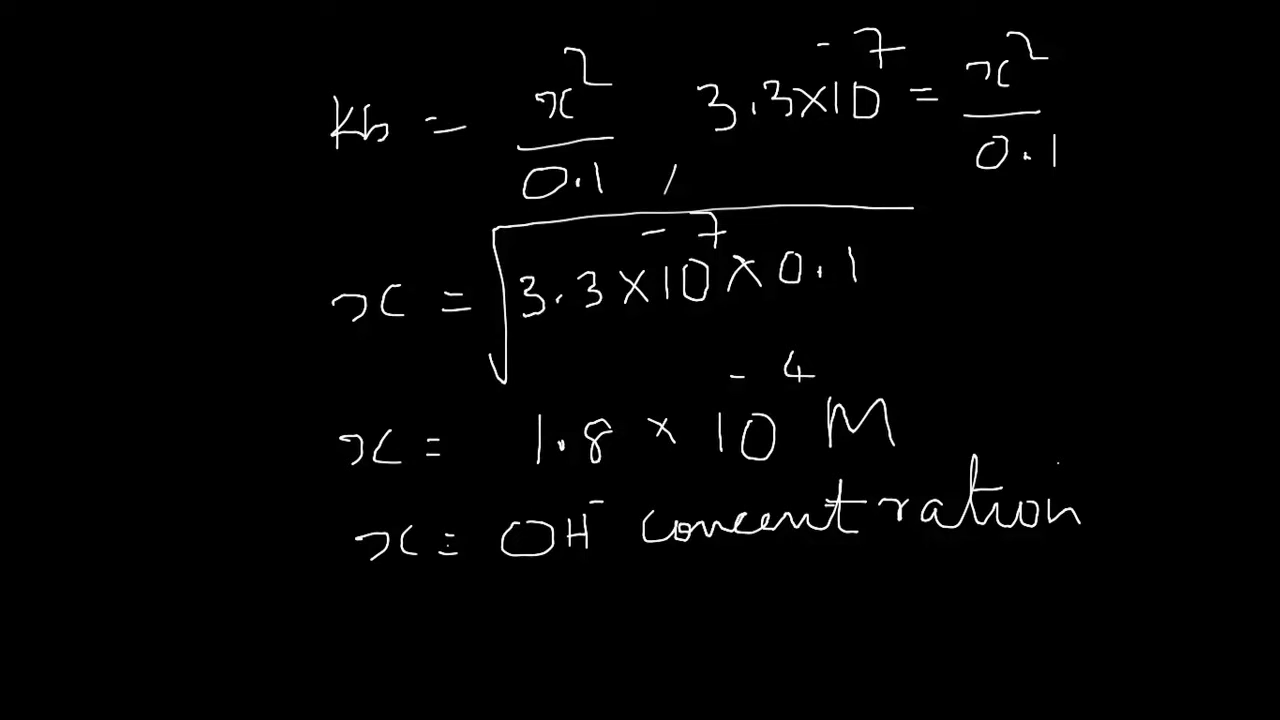 Kb = x²/0.1 , 3.3×10⁻⁷ = x²/0.1
x = √(3.3×10⁻⁷×0.1)
x = 1.8 × 10⁻⁴ M
x = OH⁻ concentration